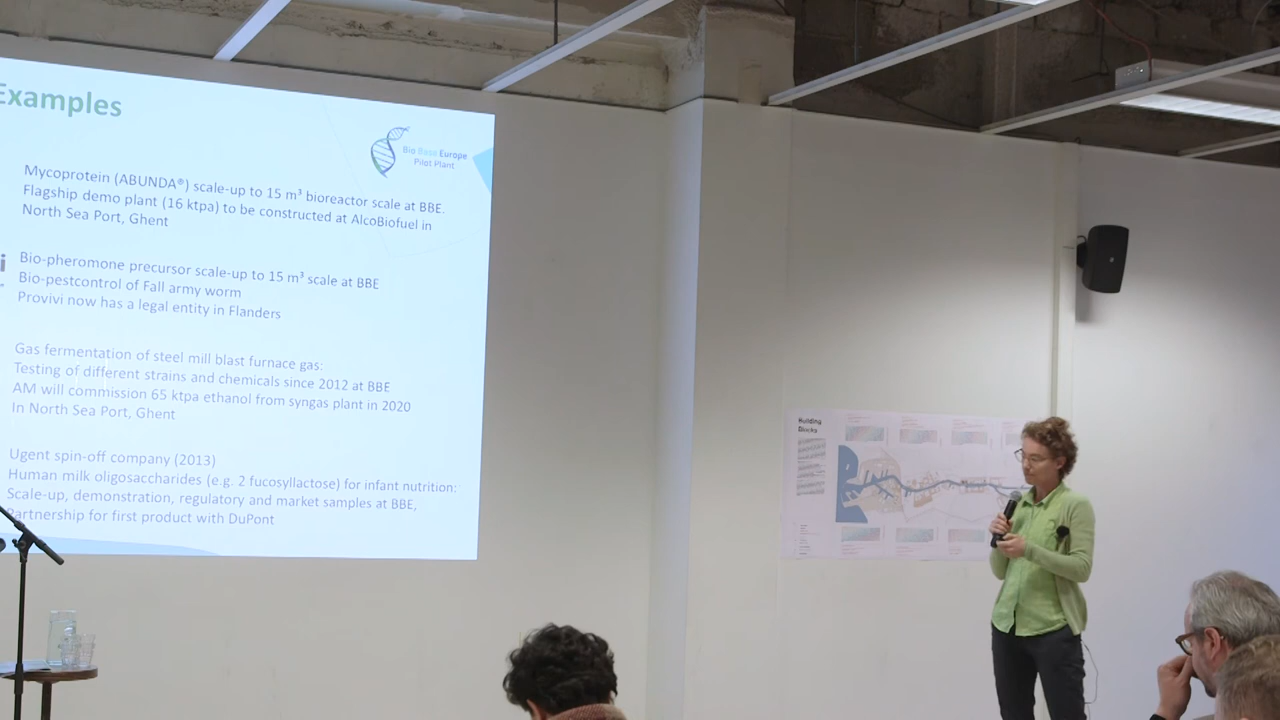 Examples
Bio Base Europe
Pilot Plant
Mycoprotein (ABUNDA®) scale-up to 15 m³ bioreactor scale at BBE.
Flagship demo plant (16 ktpa) to be constructed at AlcoBiofuel in
North Sea Port, Ghent
i
Bio-pheromone precursor scale-up to 15 m³ scale at BBE
Bio-pestcontrol of Fall army worm
Provivi now has a legal entity in Flanders
Gas fermentation of steel mill blast furnace gas:
Testing of different strains and chemicals since 2012 at BBE
AM will commission 65 ktpa ethanol from syngas plant in 2020
In North Sea Port, Ghent
Ugent spin-off company (2013)
Human milk oligosaccharides (e.g. 2 fucosyllactose) for infant nutrition:
Scale-up, demonstration, regulatory and market samples at BBE,
Partnership for first product with DuPont
Building
Blocks